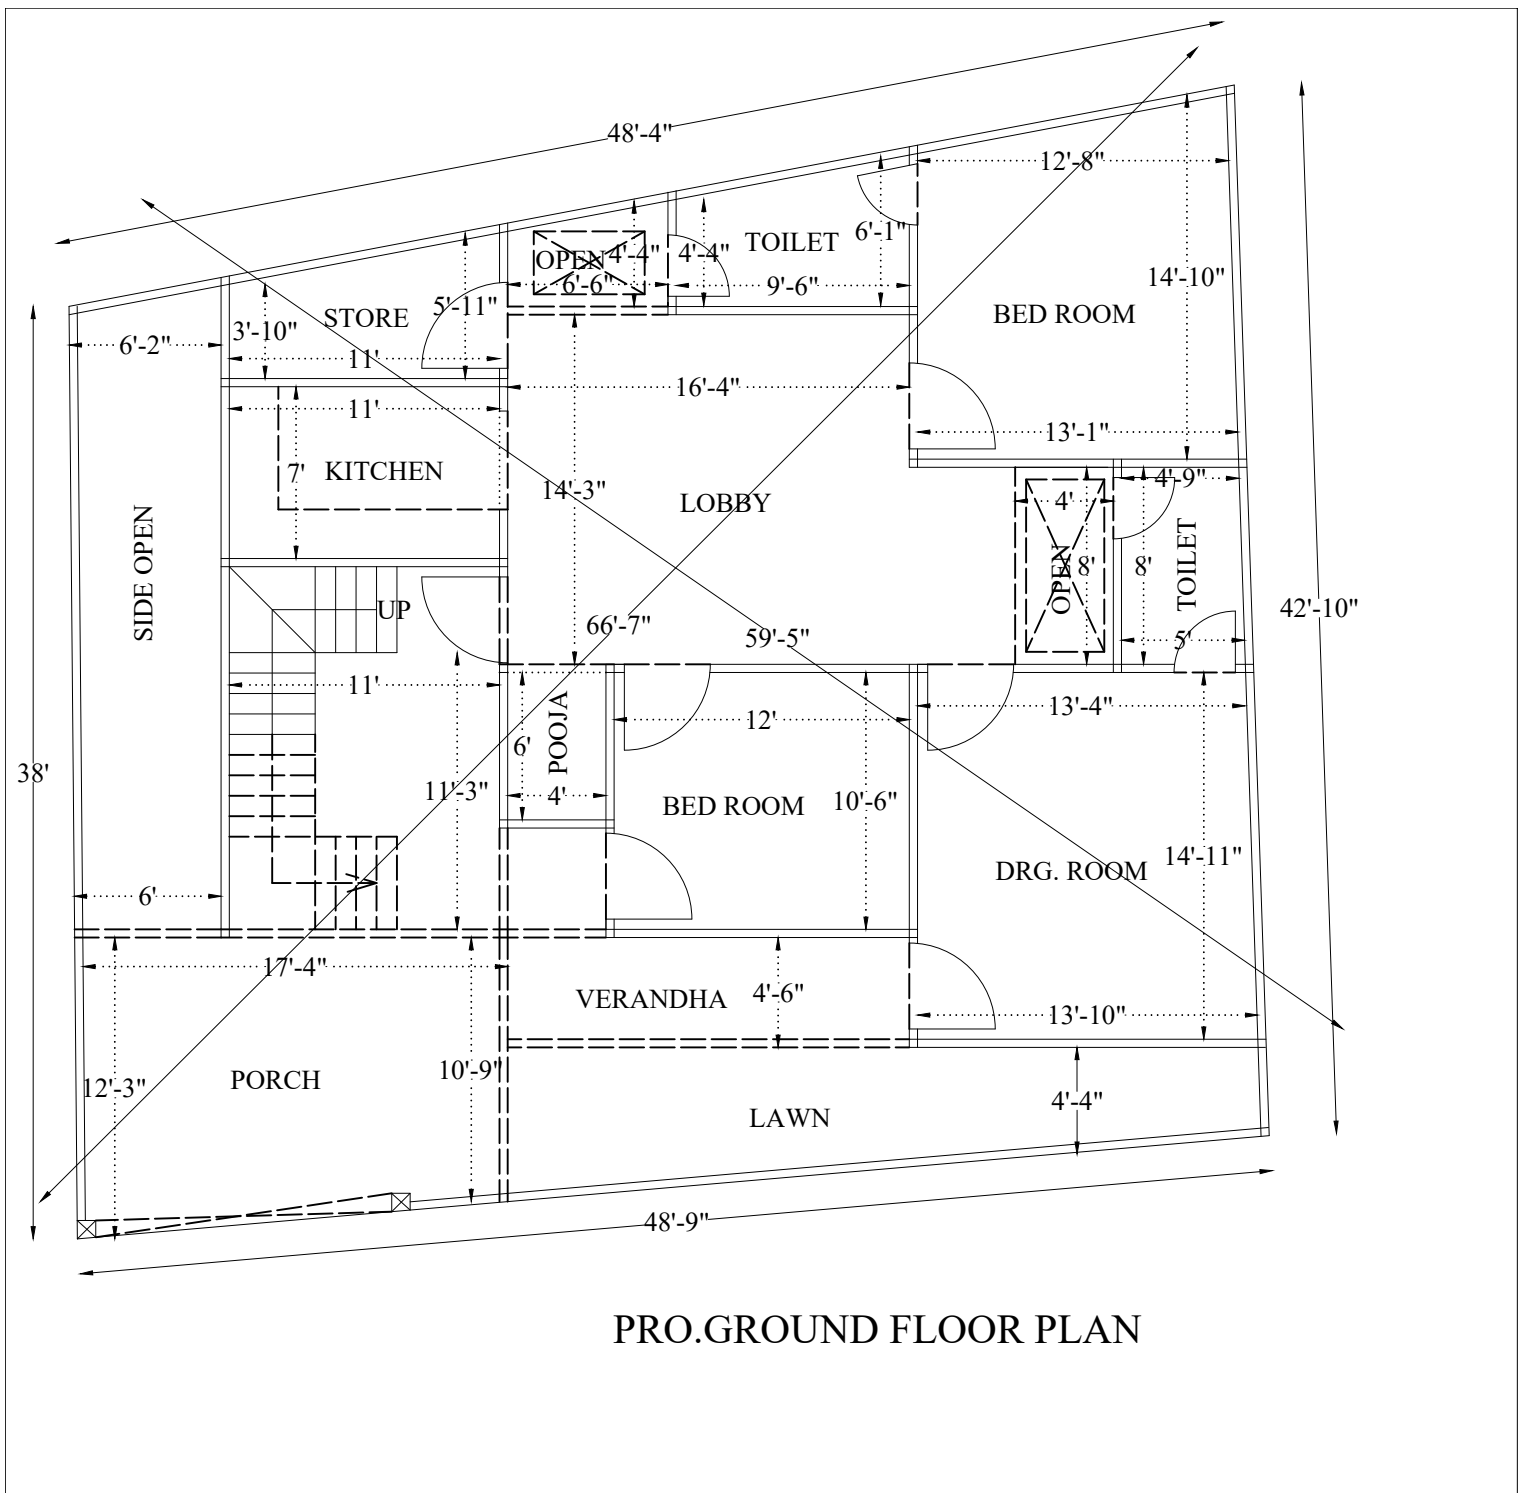 48'-4"
12'-8"
6'-1"
TOILET
4'-4"
4'-4"
OPEN
14'-10"
6'-6"
9'-6"
BED ROOM
5'-11"
STORE
3'-10"
6'-2"
11'
16'-4"
11'
13'-1"
KITCHEN
7'
4'-9"
14'-3"
LOBBY
4'
SIDE OPEN
OPEN
8'
8'
TOILET
UP
42'-10"
66'-7"
59'-5"
5'
11'
13'-4"
12'
POOJA
6'
38'
11'-3"
4'
BED ROOM
10'-6"
14'-11"
DRG. ROOM
6'
17'-4"
4'-6"
VERANDHA
13'-10"
10'-9"
PORCH
12'-3"
4'-4"
LAWN
48'-9"
PRO.GROUND FLOOR PLAN